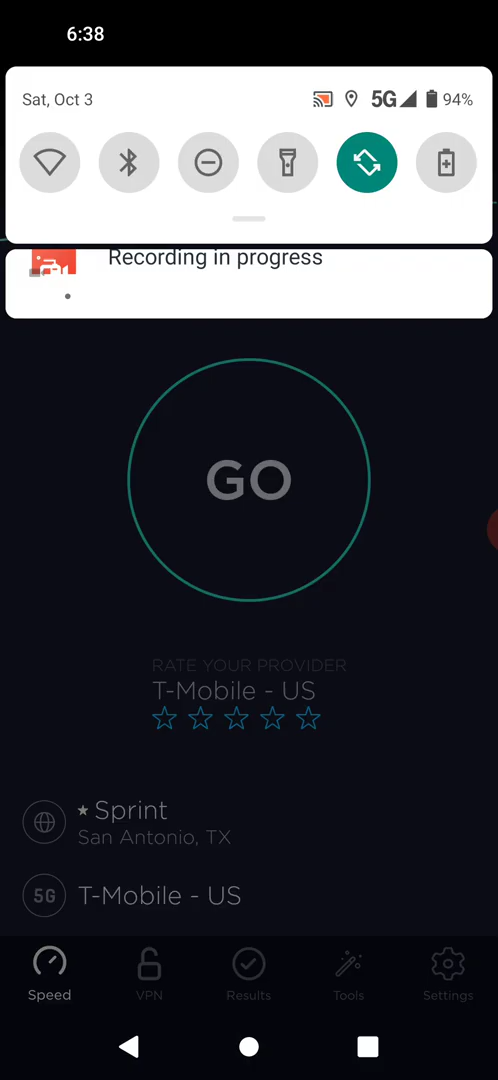 6:38
Sat, Oct 3
5G 94%
Recording in progress
GO
RATE YOUR PROVIDER
T-Mobile - US
Sprint
San Antonio, TX
5G T-Mobile - US
Speed VPN Results Tools Settings